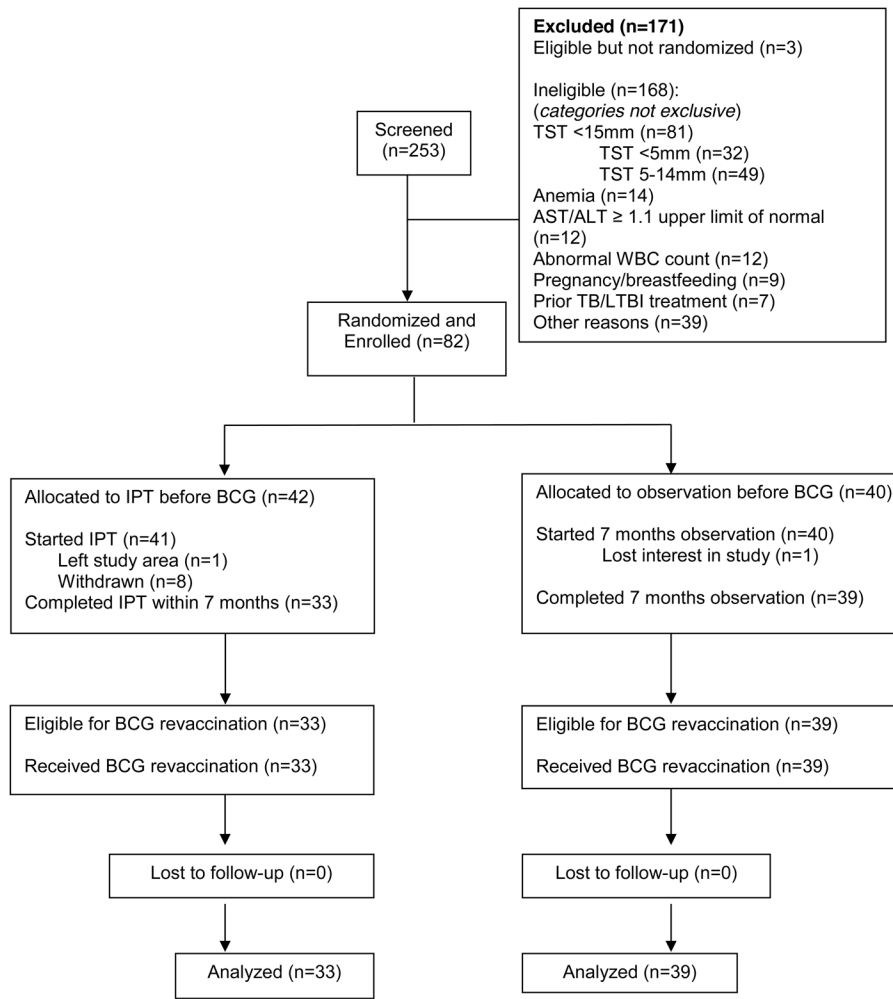 Excluded (n=171)
Eligible but not randomized (n=3)
Ineligible (n=168):
(categories not exclusive)
TST <15mm (n=81)
TST <5mm (n=32)
TST 5-14mm (n=49)
Anemia (n=14)
AST/ALT ≥ 1.1 upper limit of normal
(n=12)
Abnormal WBC count (n=12)
Pregnancy/breastfeeding (n=9)
Prior TB/LTBI treatment (n=7)
Other reasons (n=39)
Screened
(n=253)
Randomized and
Enrolled (n=82)
Allocated to IPT before BCG (n=42)
Started IPT (n=41)
Left study area (n=1)
Withdrawn (n=8)
Completed IPT within 7 months (n=33)
Allocated to observation before BCG (n=40)
Started 7 months observation (n=40)
Lost interest in study (n=1)
Completed 7 months observation (n=39)
Eligible for BCG revaccination (n=33)
Received BCG revaccination (n=33)
Eligible for BCG revaccination (n=39)
Received BCG revaccination (n=39)
Lost to follow-up (n=0)
Lost to follow-up (n=0)
Analyzed (n=33)
Analyzed (n=39)